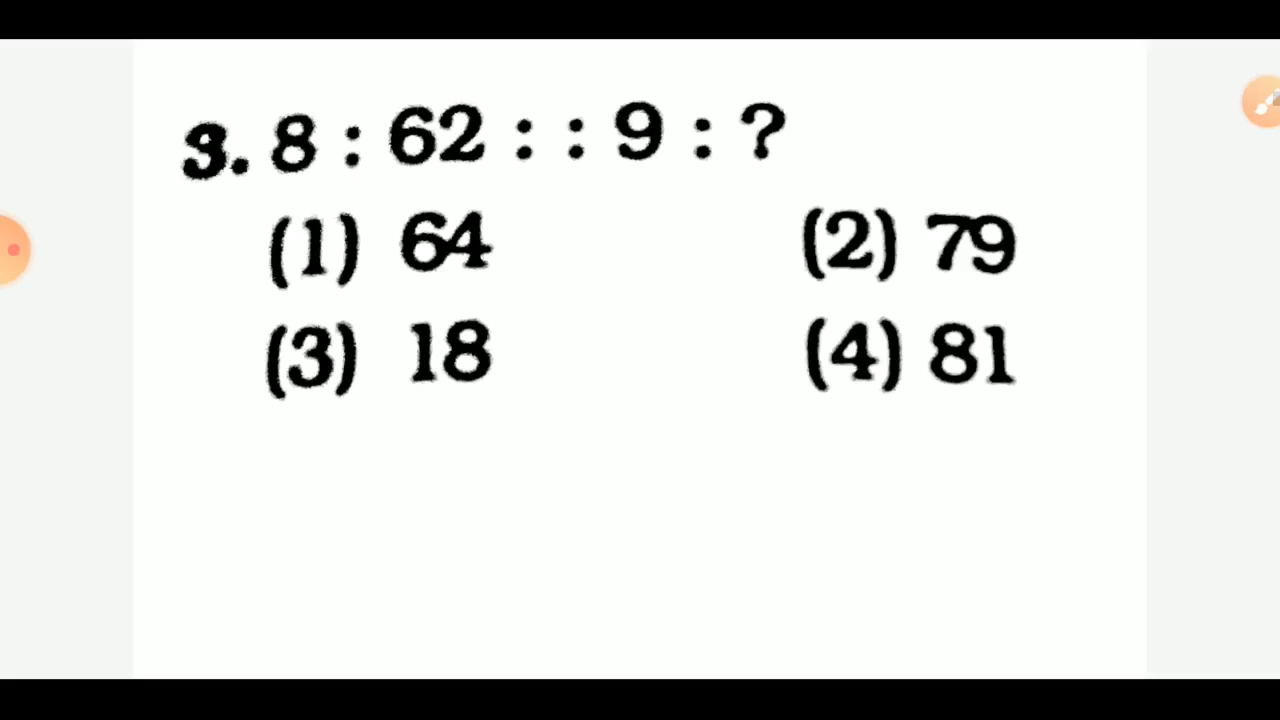 3. 8 : 62 : : 9 : ?
(1) 64 (2) 79
(3) 18 (4) 81